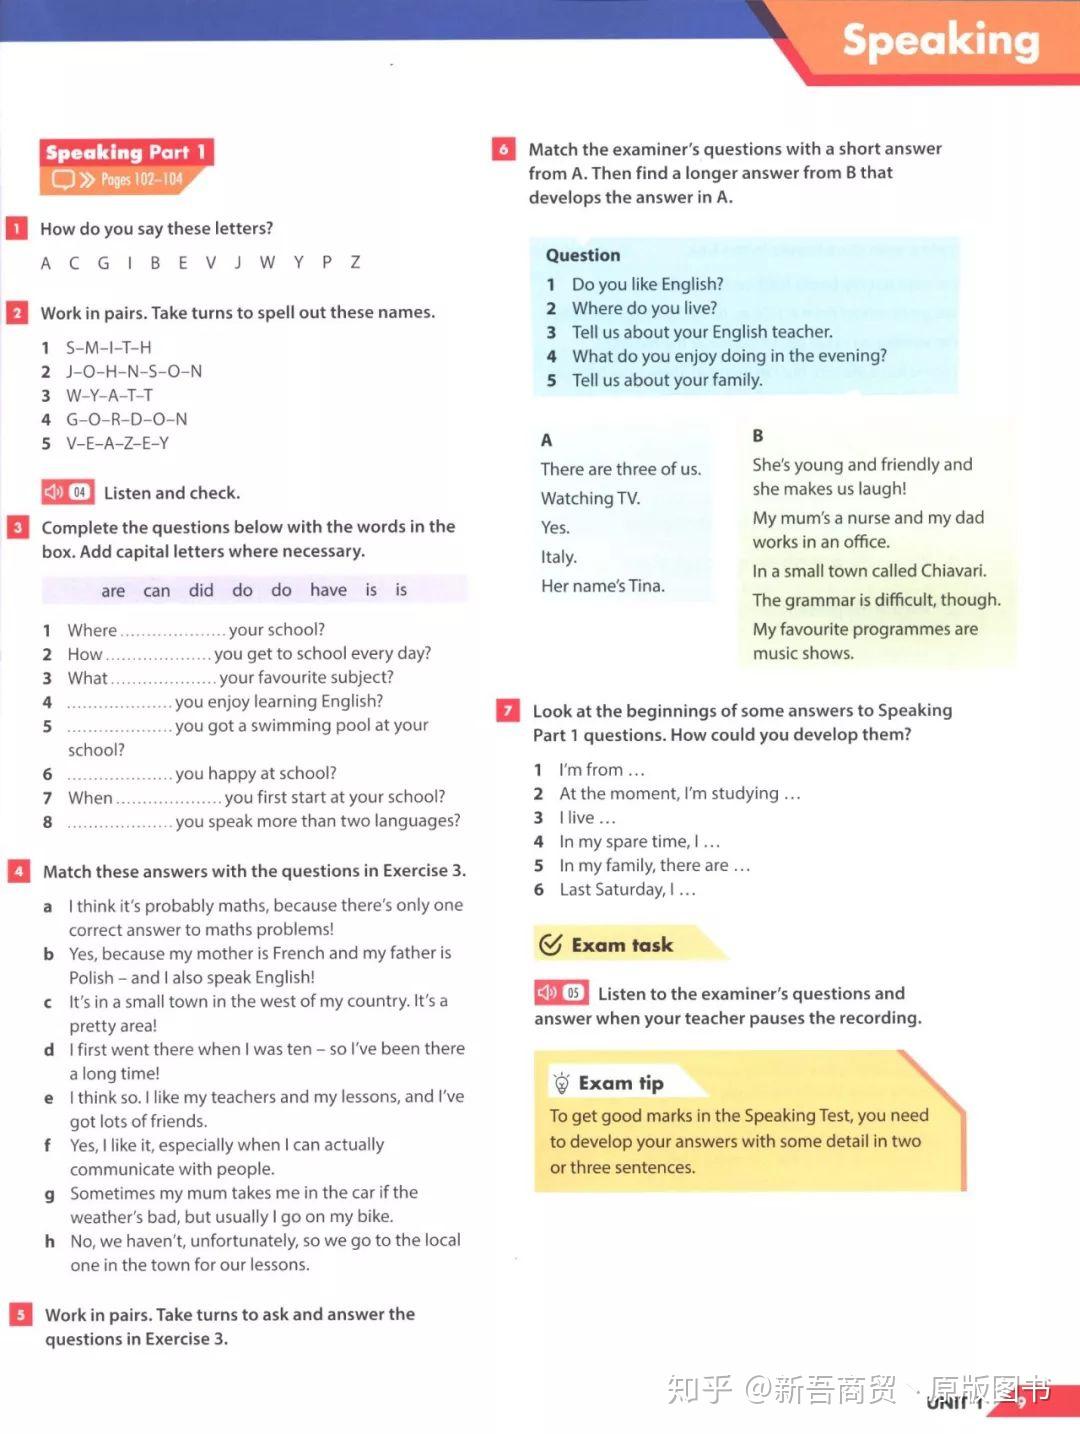 Speaking
Speaking Part 1
Pages 102–104
1 How do you say these letters?
A C G I B E V J W Y P Z
2 Work in pairs. Take turns to spell out these names.
1 S–M–I–T–H
2 J–O–H–N–S–O–N
3 W–Y–A–T–T
4 G–O–R–D–O–N
5 V–E–A–Z–E–Y
04 Listen and check.
3 Complete the questions below with the words in the
box. Add capital letters where necessary.
are can did do do have is is
1 Where .................... your school?
2 How .................... you get to school every day?
3 What .................... your favourite subject?
4 .................... you enjoy learning English?
5 .................... you got a swimming pool at your
school?
6 .................... you happy at school?
7 When .................... you first start at your school?
8 .................... you speak more than two languages?
4 Match these answers with the questions in Exercise 3.
a I think it's probably maths, because there's only one
correct answer to maths problems!
b Yes, because my mother is French and my father is
Polish – and I also speak English!
c It's in a small town in the west of my country. It's a
pretty area!
d I first went there when I was ten – so I've been there
a long time!
e I think so. I like my teachers and my lessons, and I've
got lots of friends.
f Yes, I like it, especially when I can actually
communicate with people.
g Sometimes my mum takes me in the car if the
weather's bad, but usually I go on my bike.
h No, we haven't, unfortunately, so we go to the local
one in the town for our lessons.
5 Work in pairs. Take turns to ask and answer the
questions in Exercise 3.
6 Match the examiner's questions with a short answer
from A. Then find a longer answer from B that
develops the answer in A.
Question
1 Do you like English?
2 Where do you live?
3 Tell us about your English teacher.
4 What do you enjoy doing in the evening?
5 Tell us about your family.
A
There are three of us.
Watching TV.
Yes.
Italy.
Her name's Tina.
B
She's young and friendly and
she makes us laugh!
My mum's a nurse and my dad
works in an office.
In a small town called Chiavari.
The grammar is difficult, though.
My favourite programmes are
music shows.
7 Look at the beginnings of some answers to Speaking
Part 1 questions. How could you develop them?
1 I'm from ...
2 At the moment, I'm studying ...
3 I live ...
4 In my spare time, I ...
5 In my family, there are ...
6 Last Saturday, I ...
Exam task
05 Listen to the examiner's questions and
answer when your teacher pauses the recording.
Exam tip
To get good marks in the Speaking Test, you need
to develop your answers with some detail in two
or three sentences.
知乎 @新吾商贸丶原版图书
UNIT 1 9